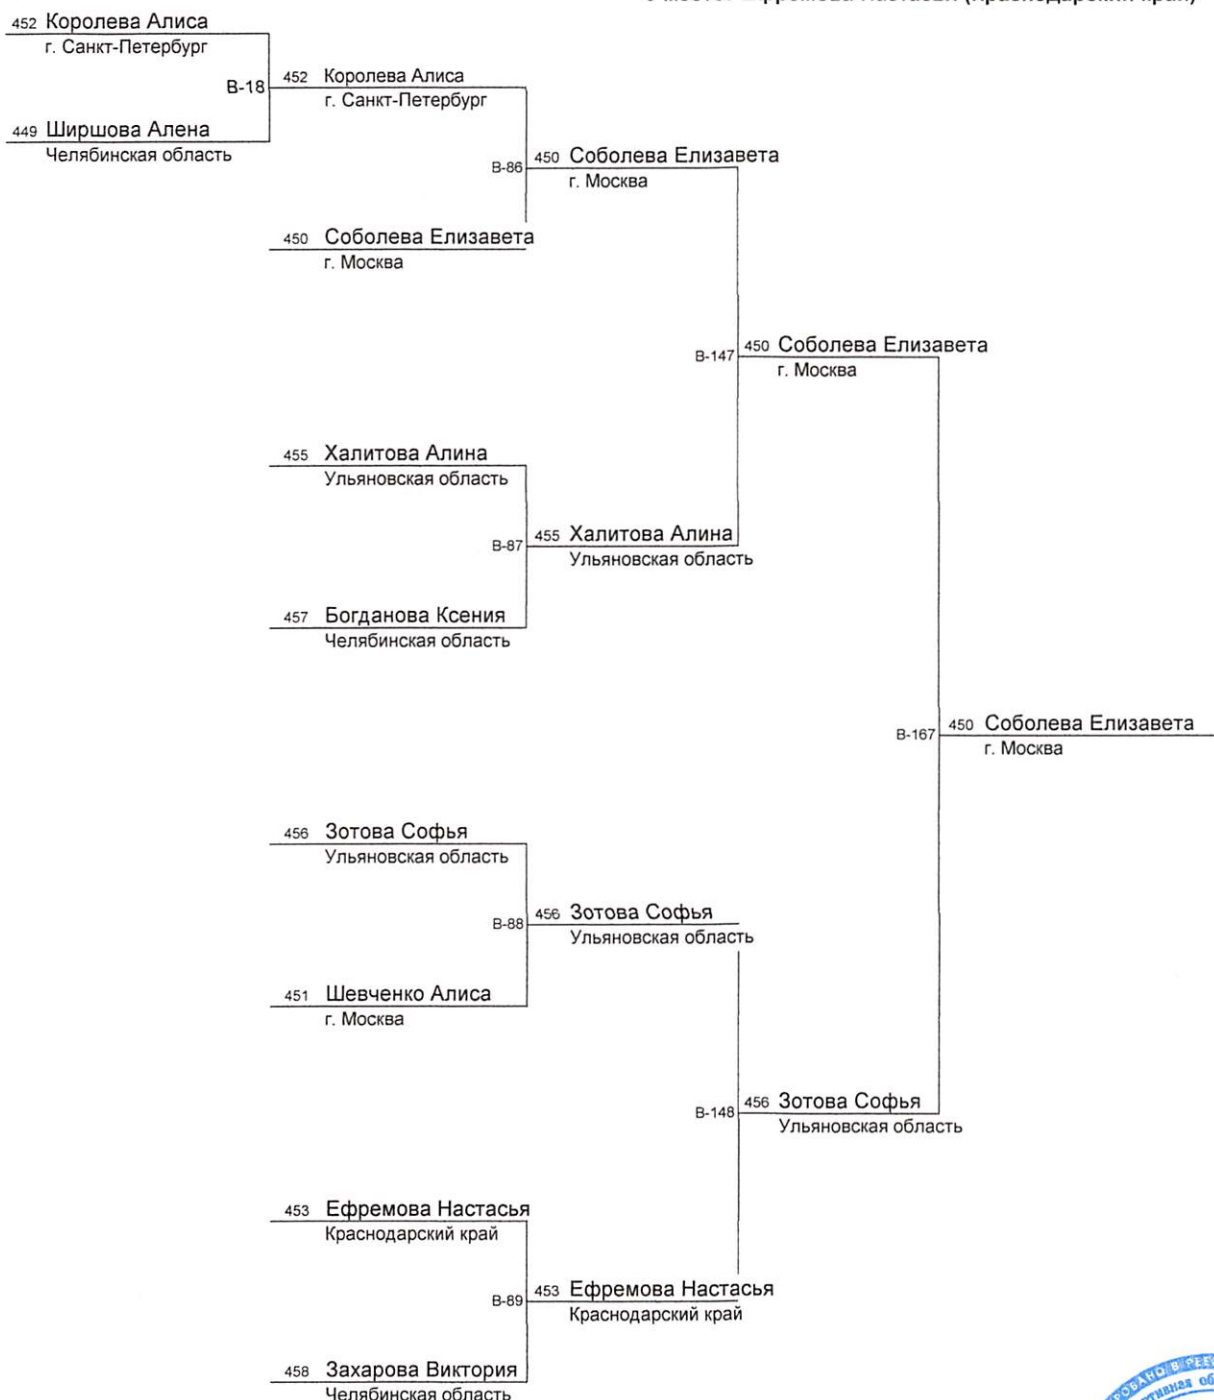 452 Королева Алиса
г. Санкт-Петербург
B-18
452 Королева Алиса
г. Санкт-Петербург
449 Ширшова Алена
Челябинская область
B-86
450 Соболева Елизавета
г. Москва
450 Соболева Елизавета
г. Москва
B-147
450 Соболева Елизавета
г. Москва
455 Халитова Алина
Ульяновская область
B-87
455 Халитова Алина
Ульяновская область
457 Богданова Ксения
Челябинская область
B-167
450 Соболева Елизавета
г. Москва
456 Зотова Софья
Ульяновская область
B-88
456 Зотова Софья
Ульяновская область
451 Шевченко Алиса
г. Москва
B-148
456 Зотова Софья
Ульяновская область
453 Ефремова Настасья
Краснодарский край
B-89
453 Ефремова Настасья
Краснодарский край
458 Захарова Виктория
Челябинская область